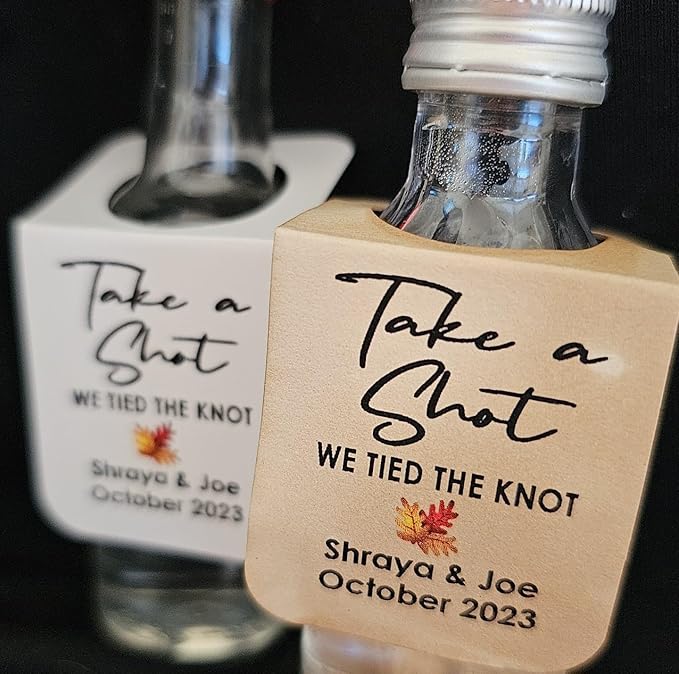 Take a
Shot
WE TIED THE KNOT
Shraya & Joe
October 2023
Take a
Shot
WE TIED THE KNOT
Shraya & Joe
October 2023